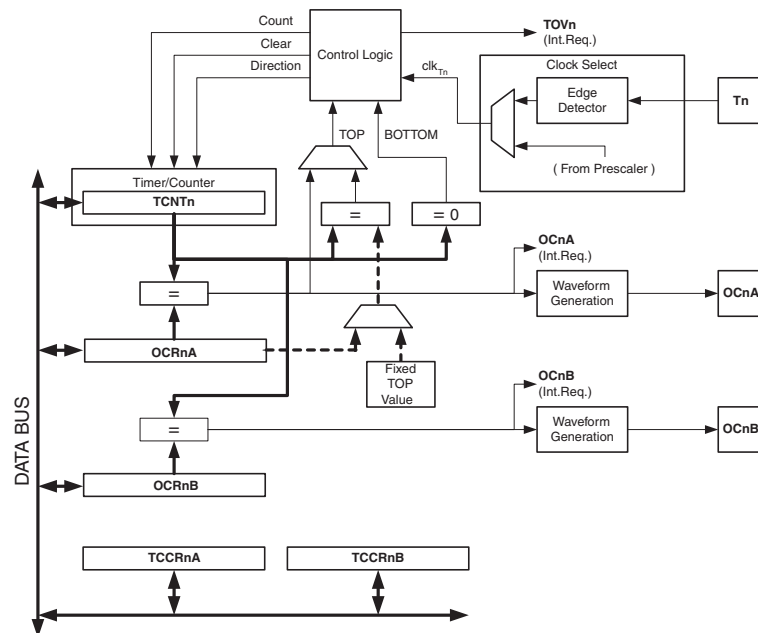 Count
Clear
Direction
Control Logic
TOVn
(Int.Req.)
clkTn
Clock Select
Edge
Detector
Tn
( From Prescaler )
TOP
BOTTOM
Timer/Counter
TCNTn
=
= 0
OCnA
(Int.Req.)
=
Waveform
Generation
OCnA
OCRnA
Fixed
TOP
Value
OCnB
(Int.Req.)
=
Waveform
Generation
OCnB
OCRnB
DATA BUS
TCCRnA
TCCRnB